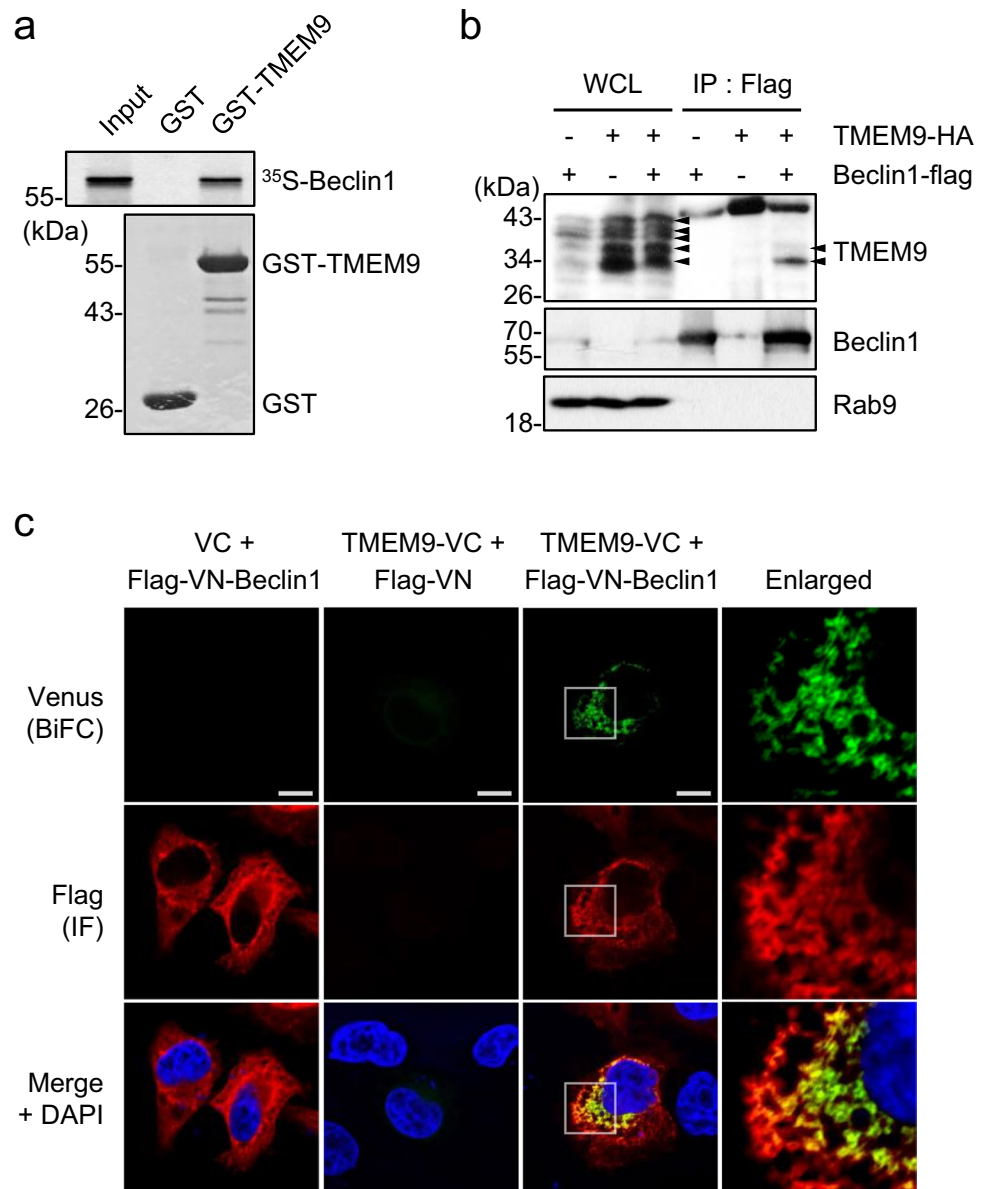 a
Input GST GST-TMEM9
55- ³⁵S-Beclin1
(kDa)
55- GST-TMEM9
43-
26- GST
b
WCL IP : Flag
- + + - + + TMEM9-HA
+ - + + - + Beclin1-flag
(kDa)
43-
34- TMEM9
26-
70- Beclin1
55-
Rab9
18-
c
VC + TMEM9-VC + TMEM9-VC +
Flag-VN-Beclin1 Flag-VN Flag-VN-Beclin1 Enlarged
Venus
(BiFC)
Flag
(IF)
Merge
+ DAPI